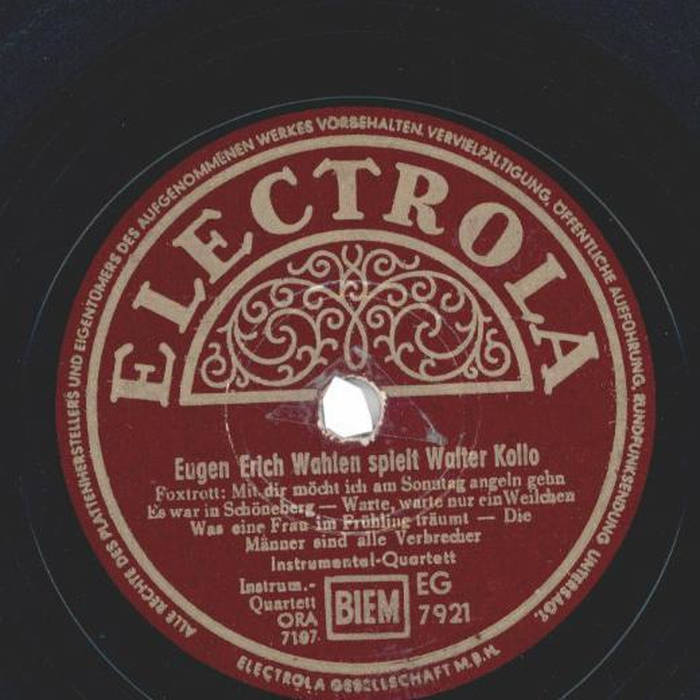 ALLE RECHTE DES PLATTENHERSTELLERS UND EIGENTÜMERS DES AUFGENOMMENEN WERKES VORBEHALTEN. VERVIELFÄLTIGUNG, ÖFFENTLICHE AUFFÜHRUNG, RUNDFUNKSENDUNG UNTERSAGT.
ELECTROLA
Eugen Erich Wahlen spielt Walter Kollo
Foxtrott: Mit dir möcht ich am Sonntag angeln gehn
Es war in Schöneberg — Warte, warte nur ein Weilchen
Was eine Frau im Frühling träumt — Die
Männer sind alle Verbrecher
Instrumental-Quartett
Instrum.-
Quartett
ORA
7197
BIEM
EG
7921
ELECTROLA GESELLSCHAFT M.B.H.